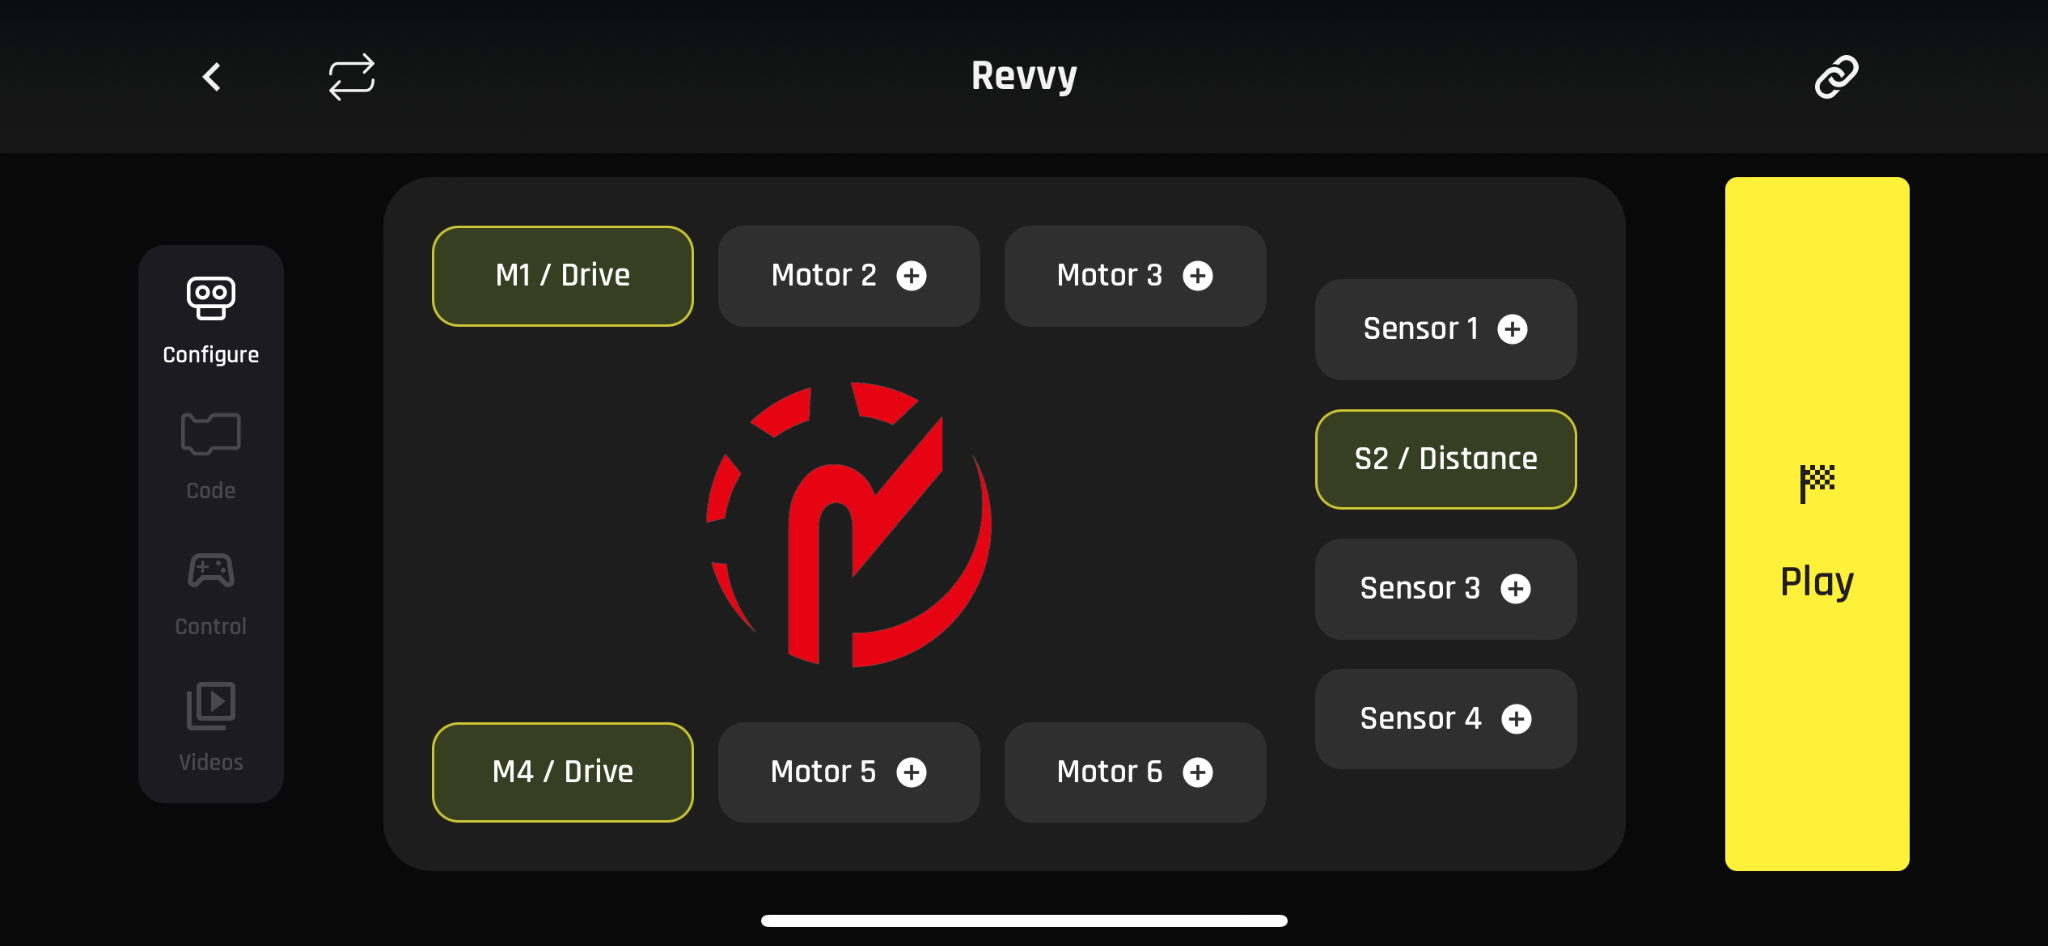 Revvy
Configure
Code
Control
Videos
M1 / Drive
Motor 2
Motor 3
Sensor 1
S2 / Distance
Sensor 3
Sensor 4
M4 / Drive
Motor 5
Motor 6
Play